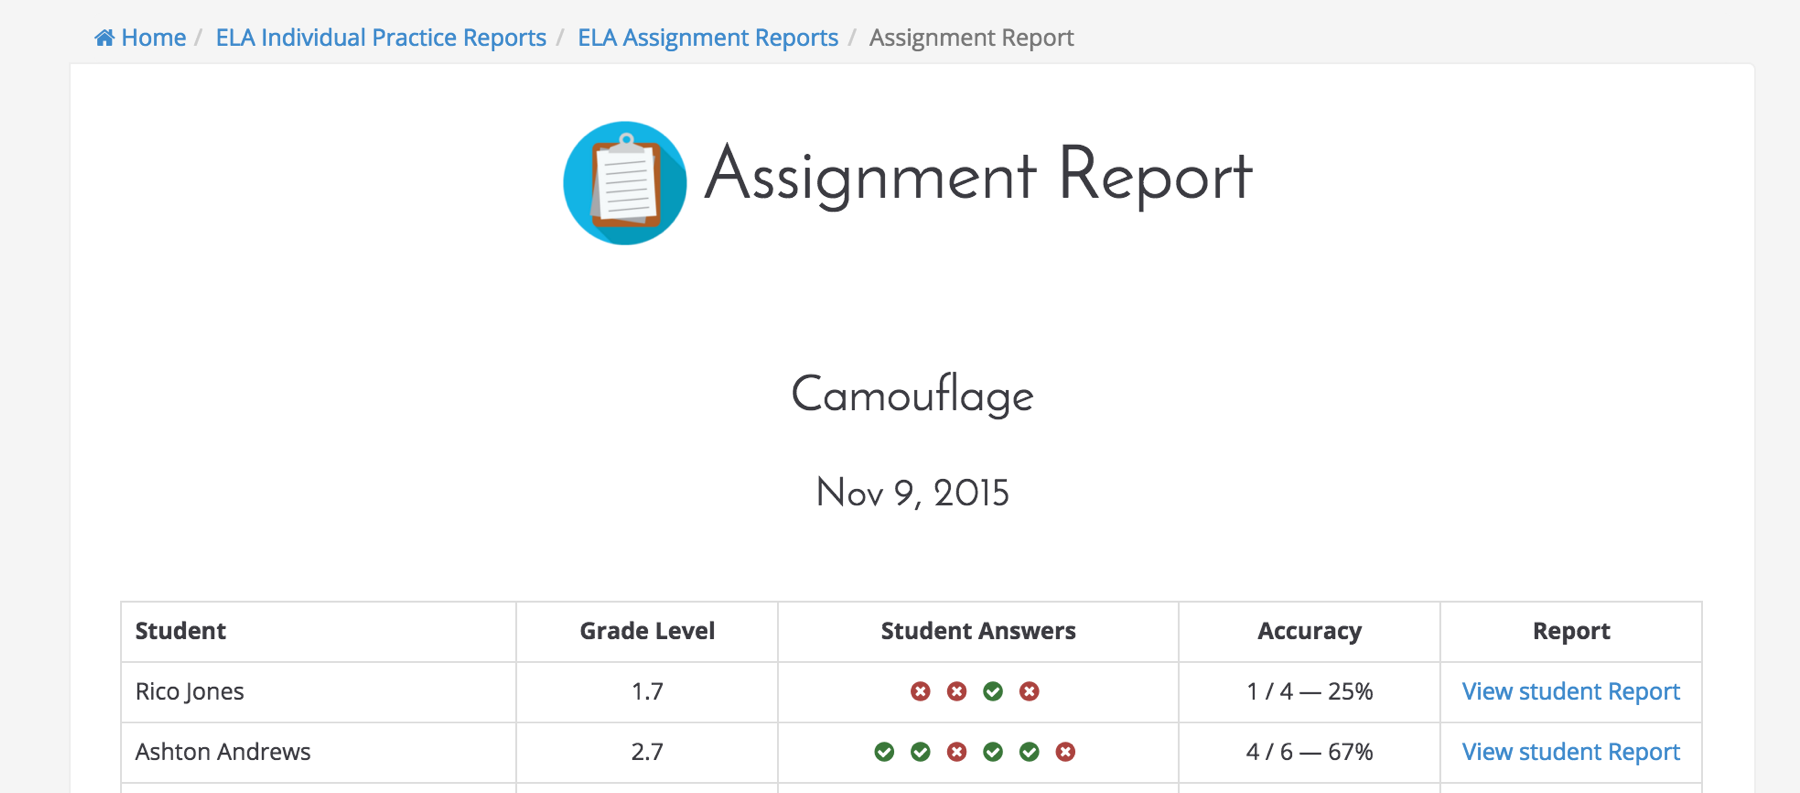 Home / ELA Individual Practice Reports / ELA Assignment Reports / Assignment Report
Assignment Report
Camouflage
Nov 9, 2015
Student Grade Level Student Answers Accuracy Report
Rico Jones 1.7 1 / 4 — 25% View student Report
Ashton Andrews 2.7 4 / 6 — 67% View student Report